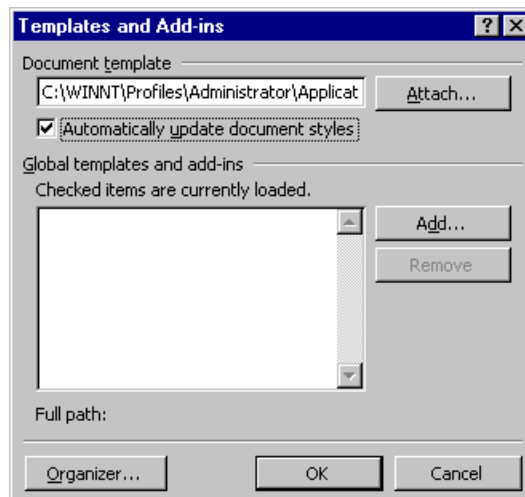 Templates and Add-ins
Document template
C:\WINNT\Profiles\Administrator\Applicat
Attach...
Automatically update document styles
Global templates and add-ins
Checked items are currently loaded.
Add...
Remove
Full path:
Organizer...
OK
Cancel